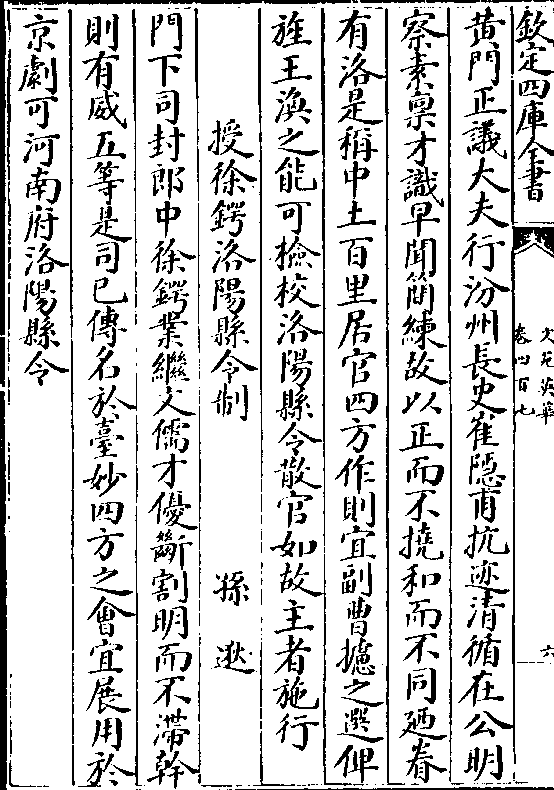 欽定四庫全書
文苑英華
卷四百七
六
黄門正議大夫行汾州長史崔隠甫抗迹清循在公明
察素禀才識早聞簡練故以正而不撓和而不同廼眷
有洛是稱中土百里居官四方作則宜副曹攄之選俾
旌王渙之能可檢校洛陽縣令散官如故主者施行
授徐鍔洛陽縣令制 孫逖
門下司封郎中徐鍔業繼文儒才優斷割明而不滯幹
則有威五等是司已傳名於臺妙四方之會宜展用於
京劇可河南府洛陽縣令